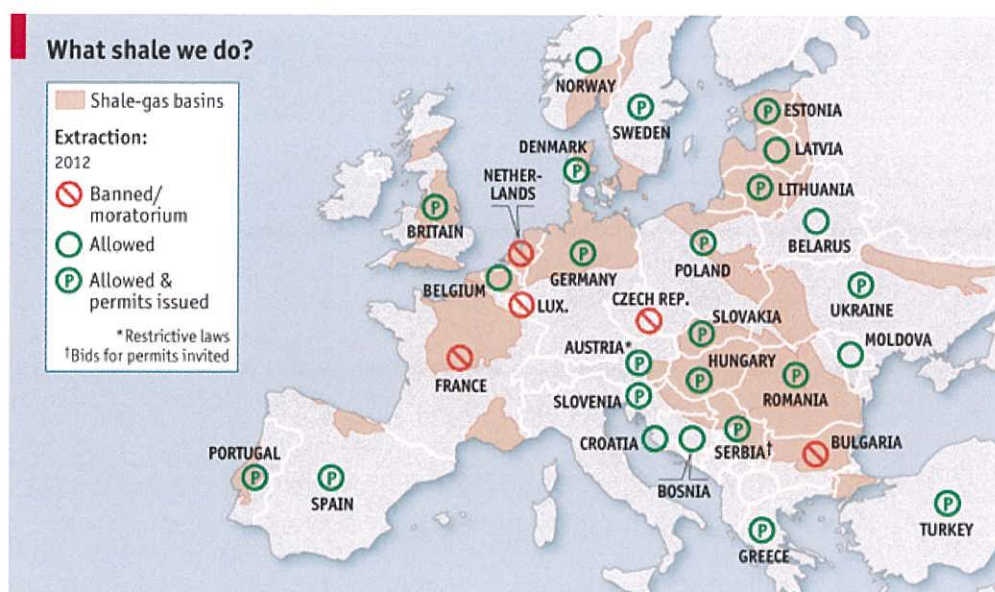 What shale we do?
Shale-gas basins
Extraction:
2012
Banned/
moratorium
Allowed
P Allowed &
permits issued
*Restrictive laws
†Bids for permits invited
NORWAY
P
SWEDEN
P ESTONIA
LATVIA
P LITHUANIA
DENMARK
P
NETHER-
LANDS
P
BRITAIN
BELARUS
P
GERMANY
P
POLAND
BELGIUM
LUX.
CZECH REP.
P
UKRAINE
SLOVAKIA
P
MOLDOVA
AUSTRIA*
P
HUNGARY
P
P
ROMANIA
FRANCE
SLOVENIA P
CROATIA
BOSNIA
P
SERBIA†
BULGARIA
PORTUGAL
P
P
SPAIN
P
GREECE
P
TURKEY